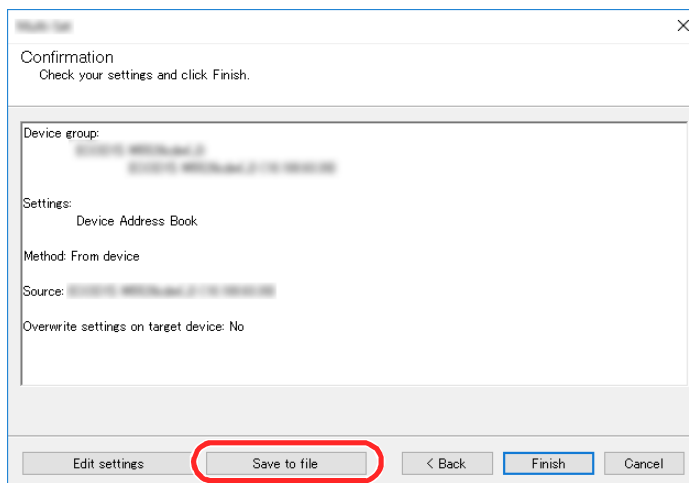 Confirmation
Check your settings and click Finish.
Device group:
Settings:
Device Address Book
Method: From device
Source:
Overwrite settings on target device: No
Edit settings
Save to file
< Back
Finish
Cancel